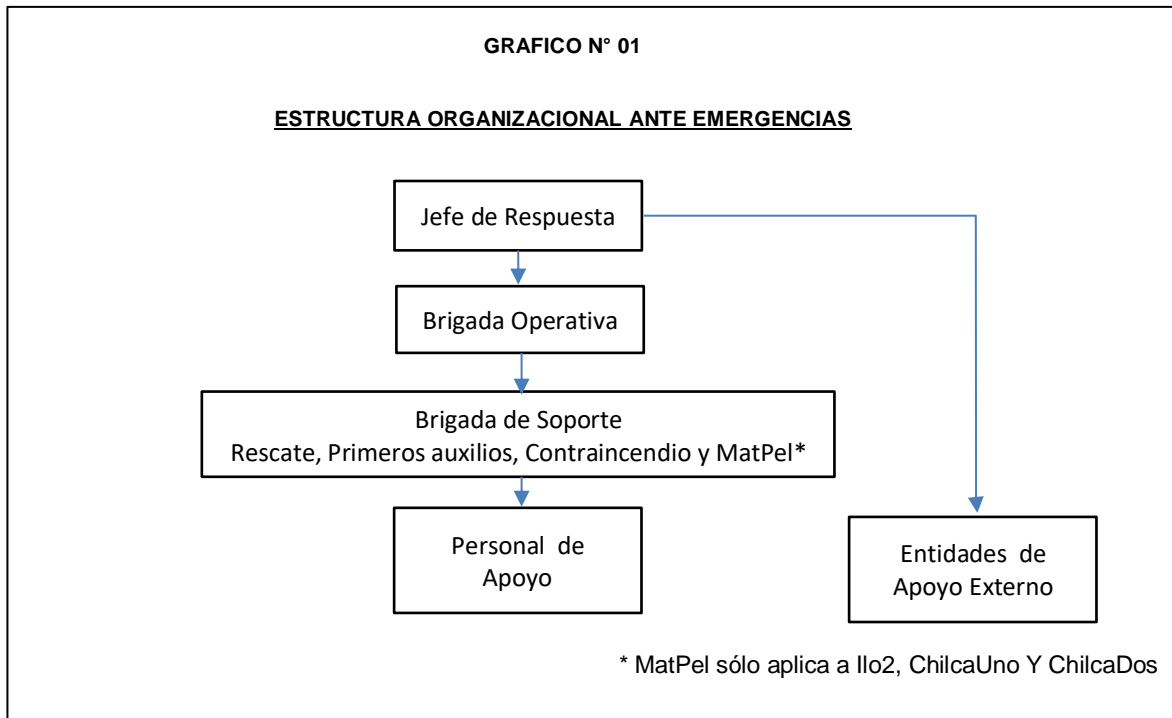 GRAFICO N° 01
ESTRUCTURA ORGANIZACIONAL ANTE EMERGENCIAS
Jefe de Respuesta
Brigada Operativa
Brigada de Soporte
Rescate, Primeros auxilios, Contraincendio y MatPel*
Personal de
Apoyo
Entidades de
Apoyo Externo
* MatPel sólo aplica a Ilo2, ChilcaUno Y ChilcaDos